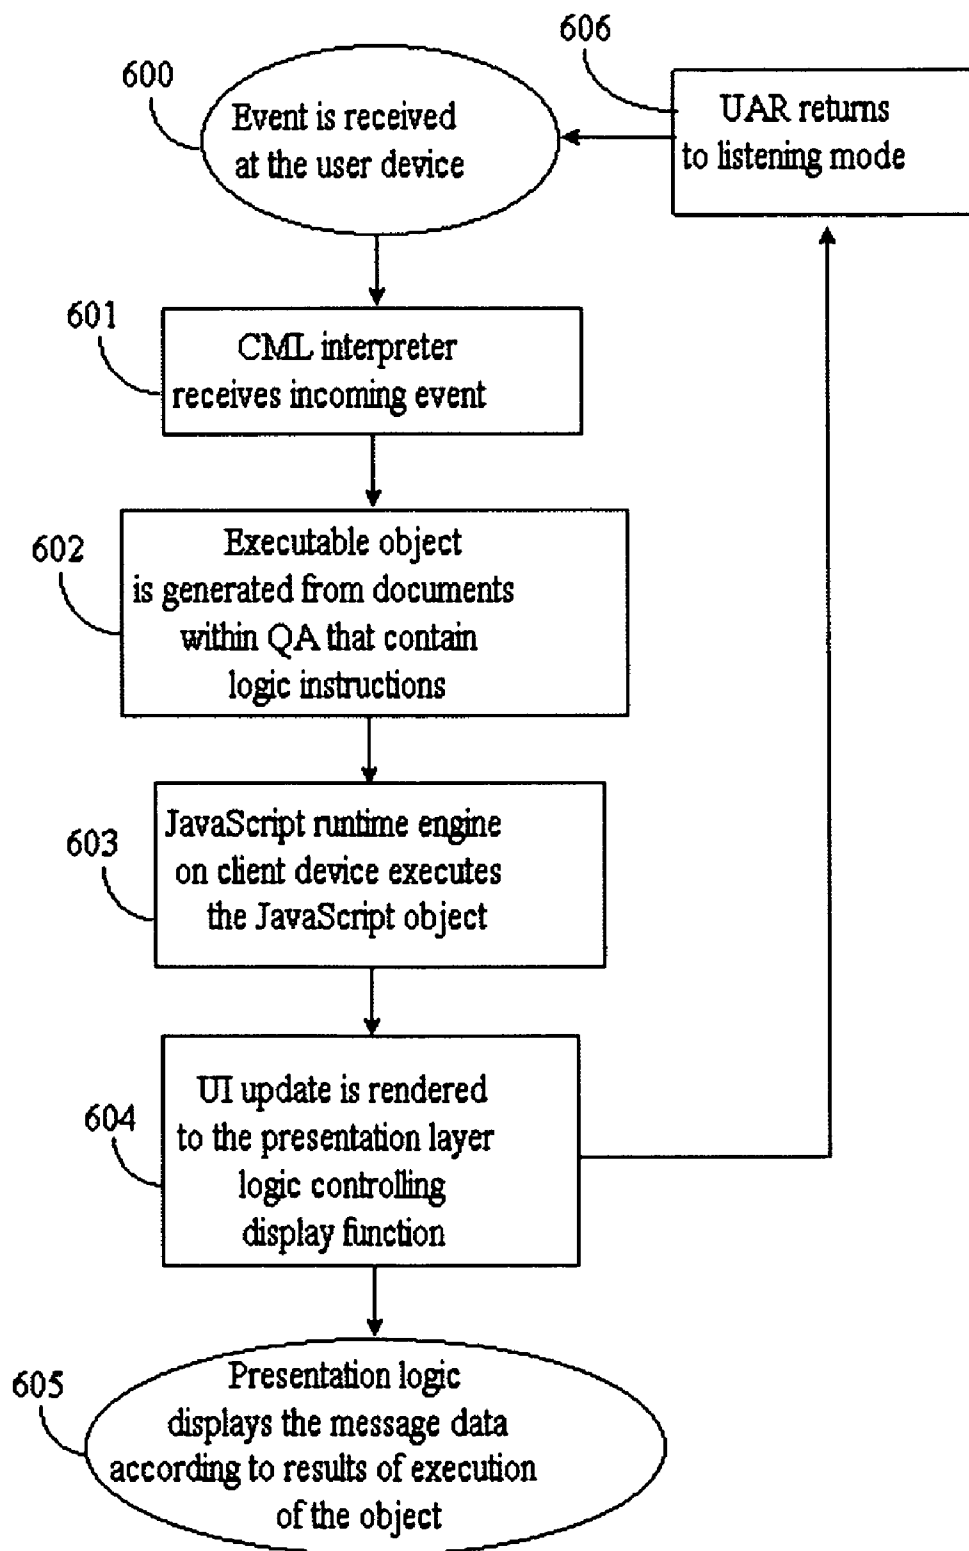 600
Event is received
at the user device
606
UAR returns
to listening mode
601
CML interpreter
receives incoming event
602
Executable object
is generated from documents
within QA that contain
logic instructions
603
JavaScript runtime engine
on client device executes
the JavaScript object
604
UI update is rendered
to the presentation layer
logic controlling
display function
605
Presentation logic
displays the message data
according to results of execution
of the object